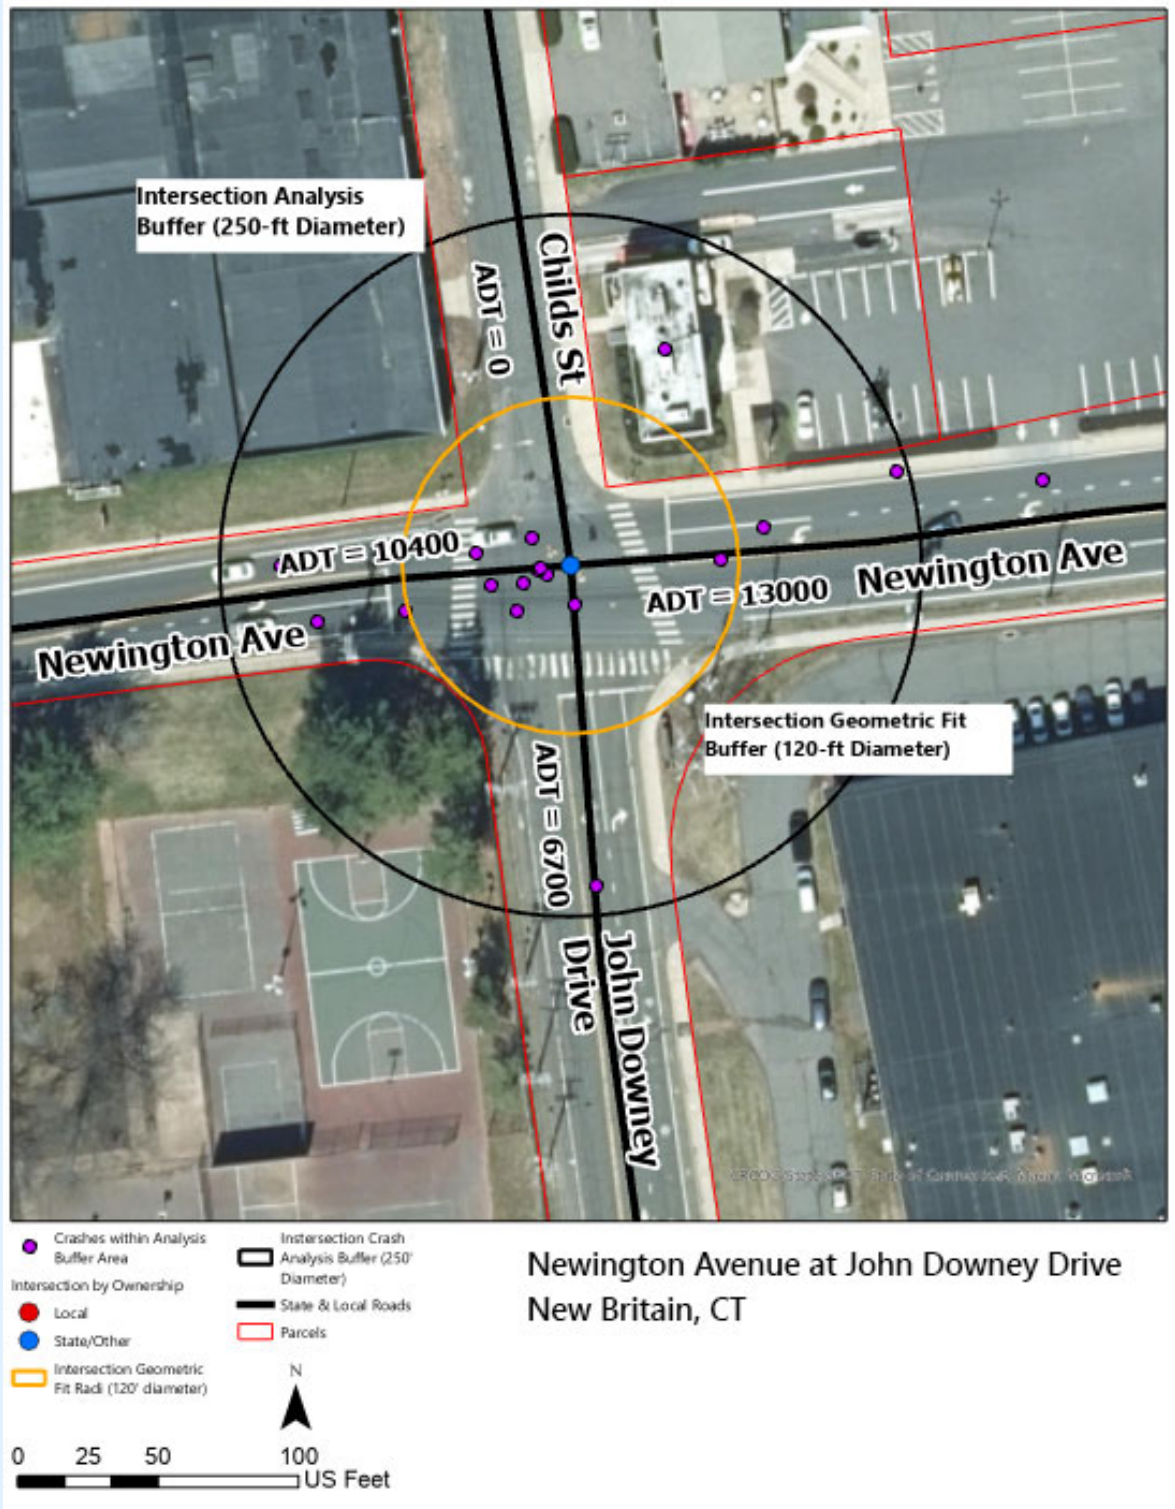 Intersection Analysis
Buffer (250-ft Diameter)
Childs St
ADT = 0
ADT = 10400
Newington Ave
ADT = 13000
Newington Ave
Intersection Geometric Fit
Buffer (120-ft Diameter)
ADT = 6700
John Downey
Drive
Crashes within Analysis
Buffer Area
Intersection by Ownership
Local
State/Other
Intersection Geometric
Fit Radi (120' diameter)
Instersection Crash
Analysis Buffer (250'
Diameter)
State & Local Roads
Parcels
N
0 25 50 100
US Feet
Newington Avenue at John Downey Drive
New Britain, CT